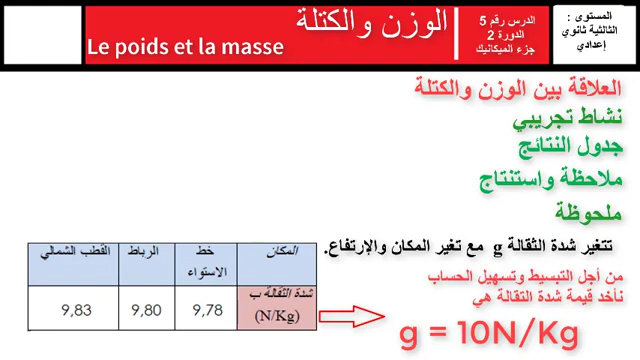 المستوى :
الثالثية ثانوي
إعدادي
الدرس رقم 5
الدورة 2
جزء الميكانيك
الوزن والكتلة
Le poids et la masse
العلاقة بين الوزن والكتلة
نشاط تجريبي
جدول النتائج
ملاحظة واستنتاج
ملحوظة
تتغير شدة الثقالة g مع تغير المكان والإرتفاع.
من أجل التبسيط وتسهيل الحساب
نأخد قيمة شدة الثقالة هي
g = 10N/Kg
المكان خط الاستواء الرباط القطب الشمالي
شدة الثقالة ب (N/Kg) 9,78 9,80 9,83